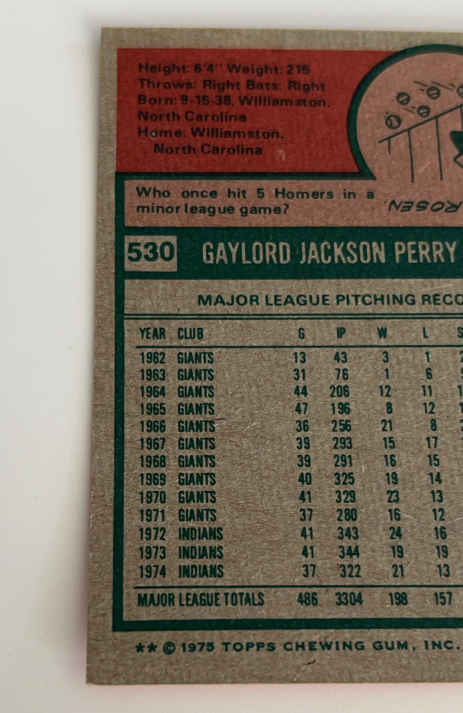 Height: 6'4" Weight: 215
Throws: Right Bats: Right
Born: 9-15-38, Williamston,
North Carolina
Home: Williamston,
North Carolina
Who once hit 5 Homers in a
minor league game?
ROSEN.
530 GAYLORD JACKSON PERRY
MAJOR LEAGUE PITCHING RECO
YEAR CLUB G IP W L S
1962 GIANTS 13 43 3 1
1963 GIANTS 31 76 1 6
1964 GIANTS 44 206 12 11 1
1965 GIANTS 47 196 8 12 1
1966 GIANTS 36 256 21 8
1967 GIANTS 39 293 15 17
1968 GIANTS 39 291 16 15
1969 GIANTS 40 325 19 14
1970 GIANTS 41 329 23 13
1971 GIANTS 37 280 16 12
1972 INDIANS 41 343 24 16
1973 INDIANS 41 344 19 19
1974 INDIANS 37 322 21 13
MAJOR LEAGUE TOTALS 486 3304 198 157
** © 1975 TOPPS CHEWING GUM, INC.